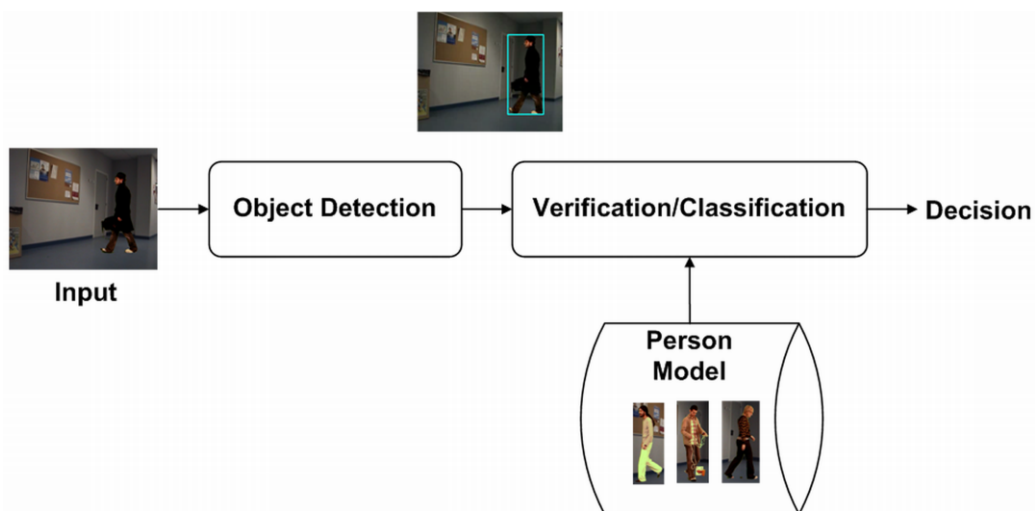 Object Detection
Verification/Classification
Decision
Input
Person
Model